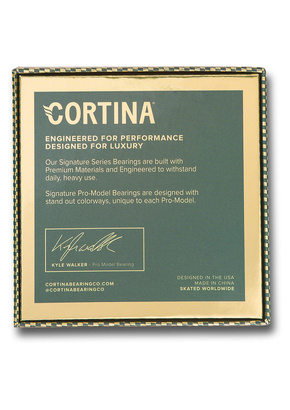 CORTINA®
ENGINEERED FOR PERFORMANCE
DESIGNED FOR LUXURY
Our Signature Series Bearings are built with
Premium Materials and Engineered to withstand
daily, heavy use.
Signature Pro-Model Bearings are designed with
stand out colorways, unique to each Pro-Model.
KYLE WALKER - Pro Model Bearing
CORTINABEARINGCO.COM
@CORTINABEARINGCO
DESIGNED IN THE USA
MADE IN CHINA
SKATED WORLDWIDE